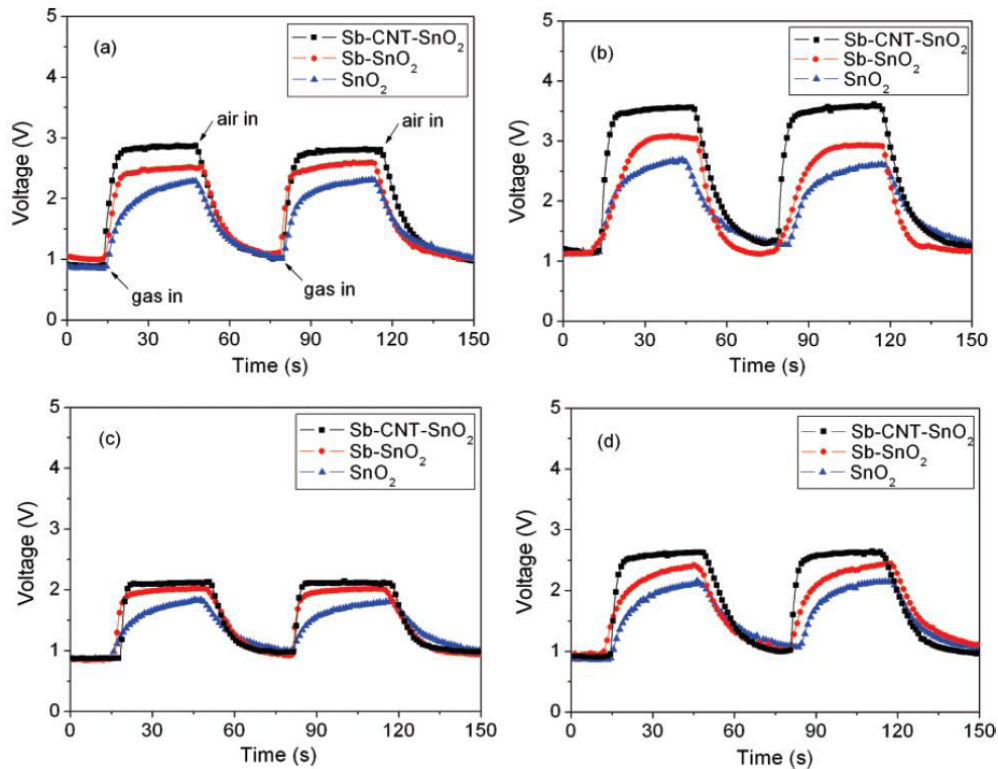 (a)
Sb-CNT-SnO₂
Sb-SnO₂
SnO₂
air in
air in
gas in
gas in
Voltage (V)
5
4
3
2
1
0
0 30 60 90 120 150
Time (s)
(b)
Sb-CNT-SnO₂
Sb-SnO₂
SnO₂
Voltage (V)
5
4
3
2
1
0
0 30 60 90 120 150
Time (s)
(c)
Sb-CNT-SnO₂
Sb-SnO₂
SnO₂
Voltage (V)
5
4
3
2
1
0
0 30 60 90 120 150
Time (s)
(d)
Sb-CNT-SnO₂
Sb-SnO₂
SnO₂
Voltage (V)
5
4
3
2
1
0
0 30 60 90 120 150
Time (s)